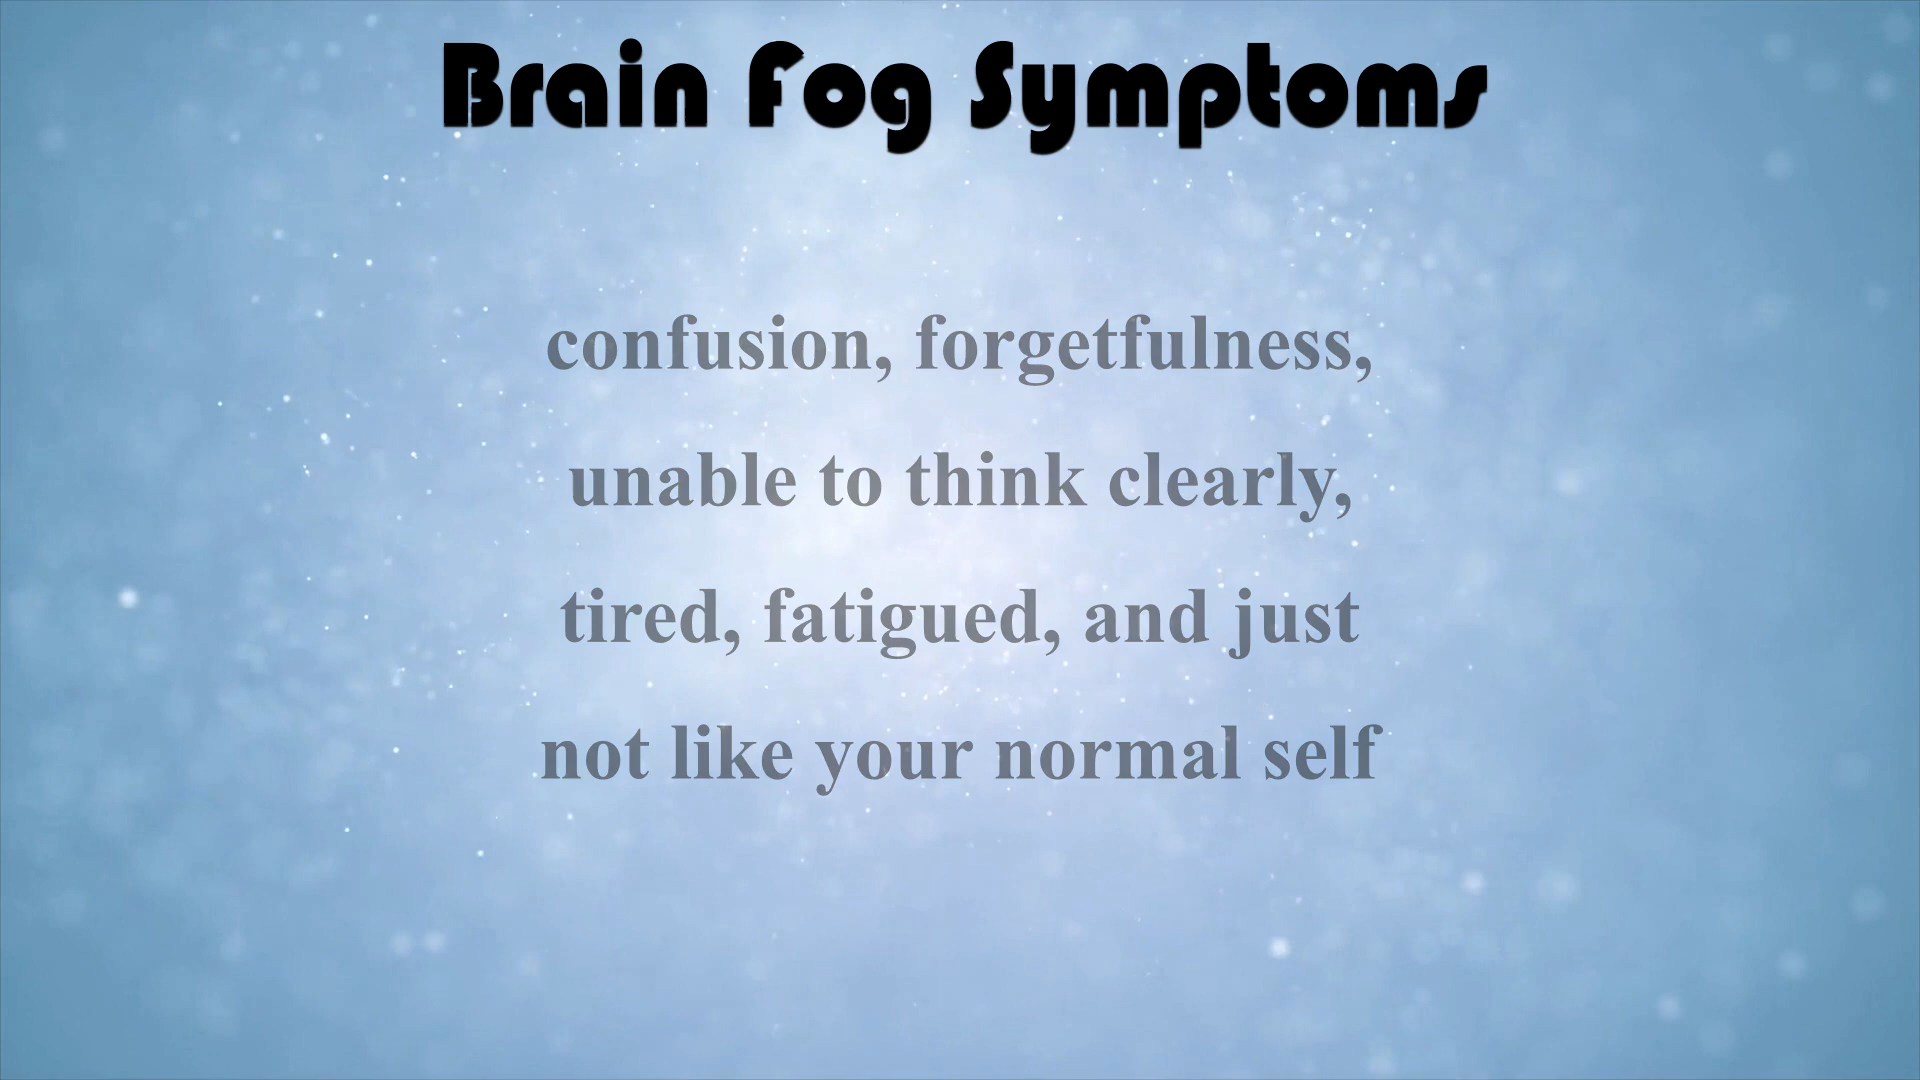 Brain Fog Symptoms
confusion, forgetfulness,
unable to think clearly,
tired, fatigued, and just
not like your normal self